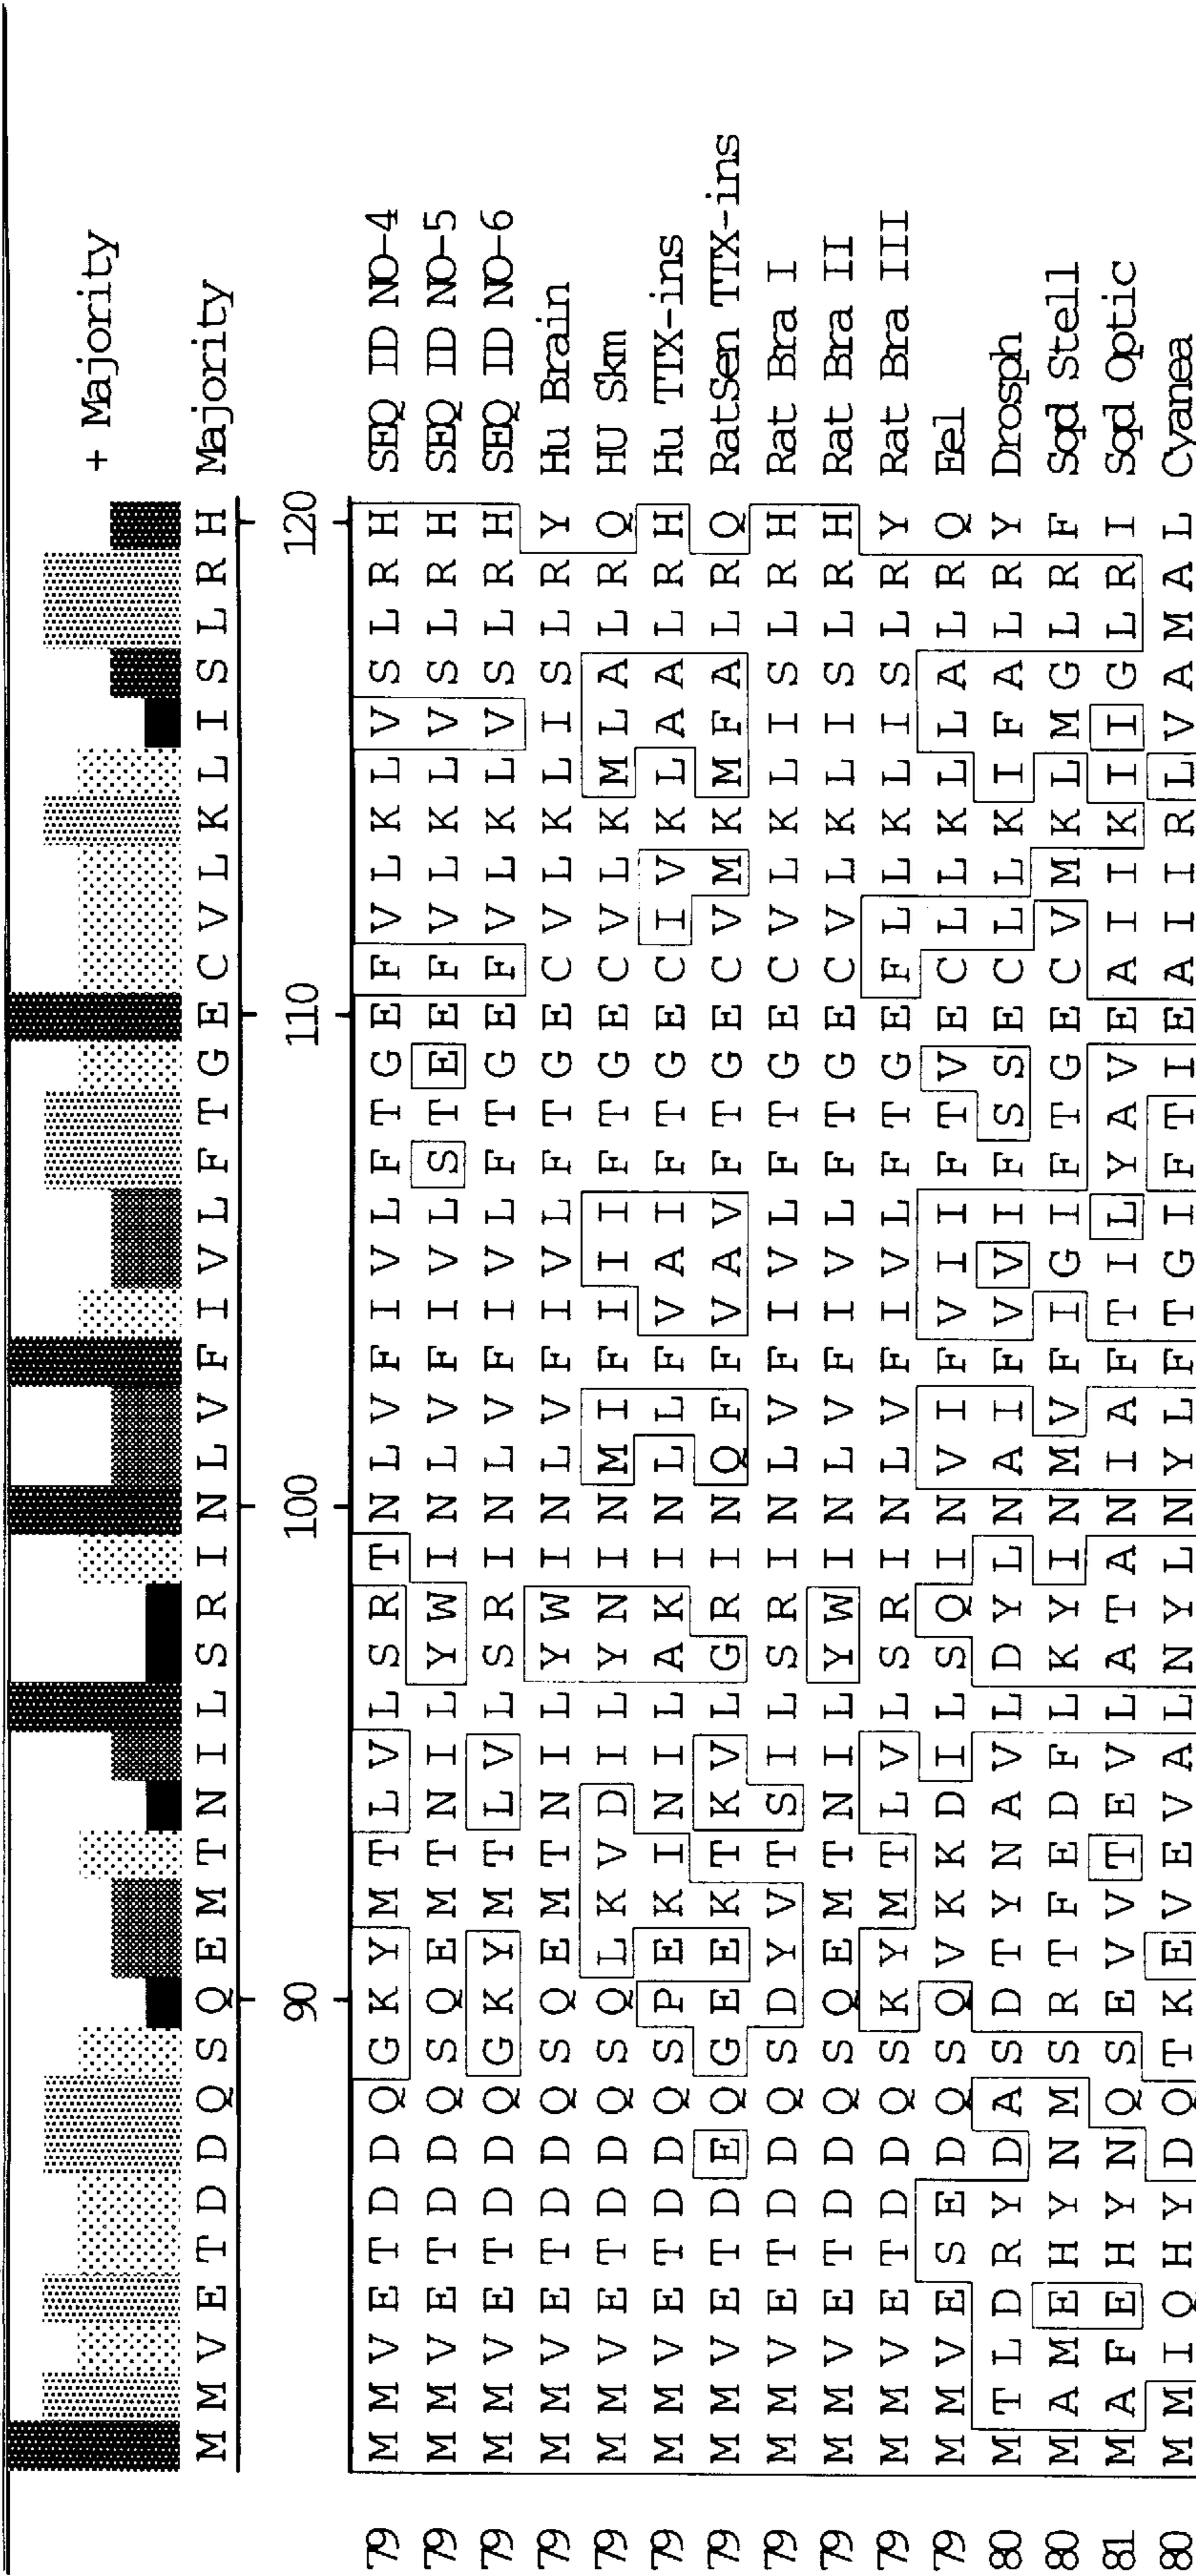 + Majority
M M V E T D D Q S Q E M T N I L S R I N L V F I V L F T G E C V L K L I S L R H Majority
90 100 110 120
79 M M V E T D D Q G K Y M T L V L S R T N L V F I V L F T G E F V L K L V S L R H SEQ ID NO-4
79 M M V E T D D Q S Q E M T N I L Y W I N L V F I V L S T E E F V L K L V S L R H SEQ ID NO-5
79 M M V E T D D Q G K Y M T L V L S R I N L V F I V L F T G E F V L K L V S L R H SEQ ID NO-6
79 M M V E T D D Q S Q E M T N I L Y W I N L V F I V L F T G E C V L K L I S L R Y Hu Brain
79 M M V E T D D Q S Q L K V D I L Y N I N M I F I I I F T G E C V L K M L A L R Q HU Skm
79 M M V E T D D Q S P E K I N I L A K I N L L F V A I F T G E C I V K L A A L R H Hu TTX-ins
79 M M V E T D E Q G E E K T K V L G R I N Q F F V A V F T G E C V M K M F A L R Q RatSen TTX-ins
79 M M V E T D D Q S D Y V T S I L S R I N L V F I V L F T G E C V L K L I S L R H Rat Bra I
79 M M V E T D D Q S Q E M T N I L Y W I N L V F I V L F T G E C V L K L I S L R H Rat Bra II
79 M M V E T D D Q S K Y M T L V L S R I N L V F I V L F T G E F L L K L I S L R Y Rat Bra III
79 M M V E S E D Q S Q V K K D I L S Q I N V I F V I I F T V E C L L K L L A L R Q Eel
80 M T L D R Y D A S D T Y N A V L D Y L N A I F V V I F S S E C L L K I F A L R Y Drosph
80 M A M E H Y N M S R T F E D F L K Y I N M V F I G I F T G E C V M K L M G L R F Sqd Stell
81 M A F E H Y N Q S E V V T E V L A T A N I A F T I L Y A V E A I I K I I G L R I Sqd Optic
80 M M I Q H Y D Q T K E V E V A L N Y L N Y L F T G I F T I E A I I R L V A M A L Cyanea